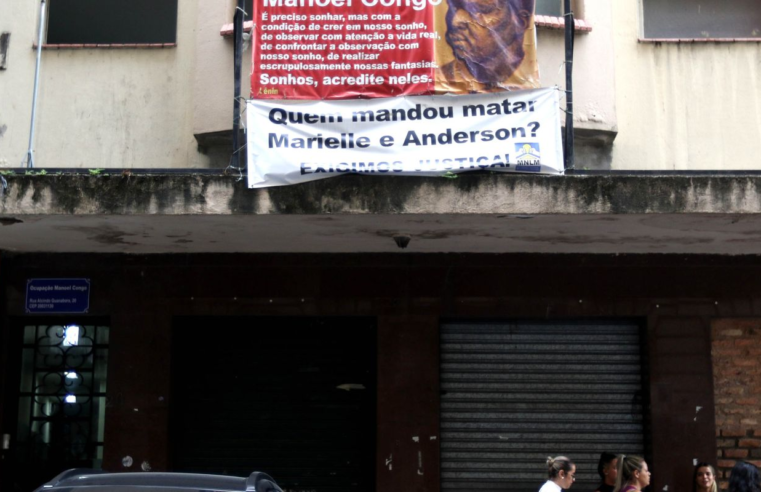 Manoel Congo
É preciso sonhar, mas com a
condição de crer em nosso sonho,
de observar com atenção a vida real,
de confrontar a observação com
nosso sonho, de realizar
escrupulosamente nossas fantasias.
Sonhos, acredite neles.
Lenin
Quem mandou matar
Marielle e Anderson?
EXIGIMOS JUSTIÇA!
MNLM
Ocupação Manoel Congo